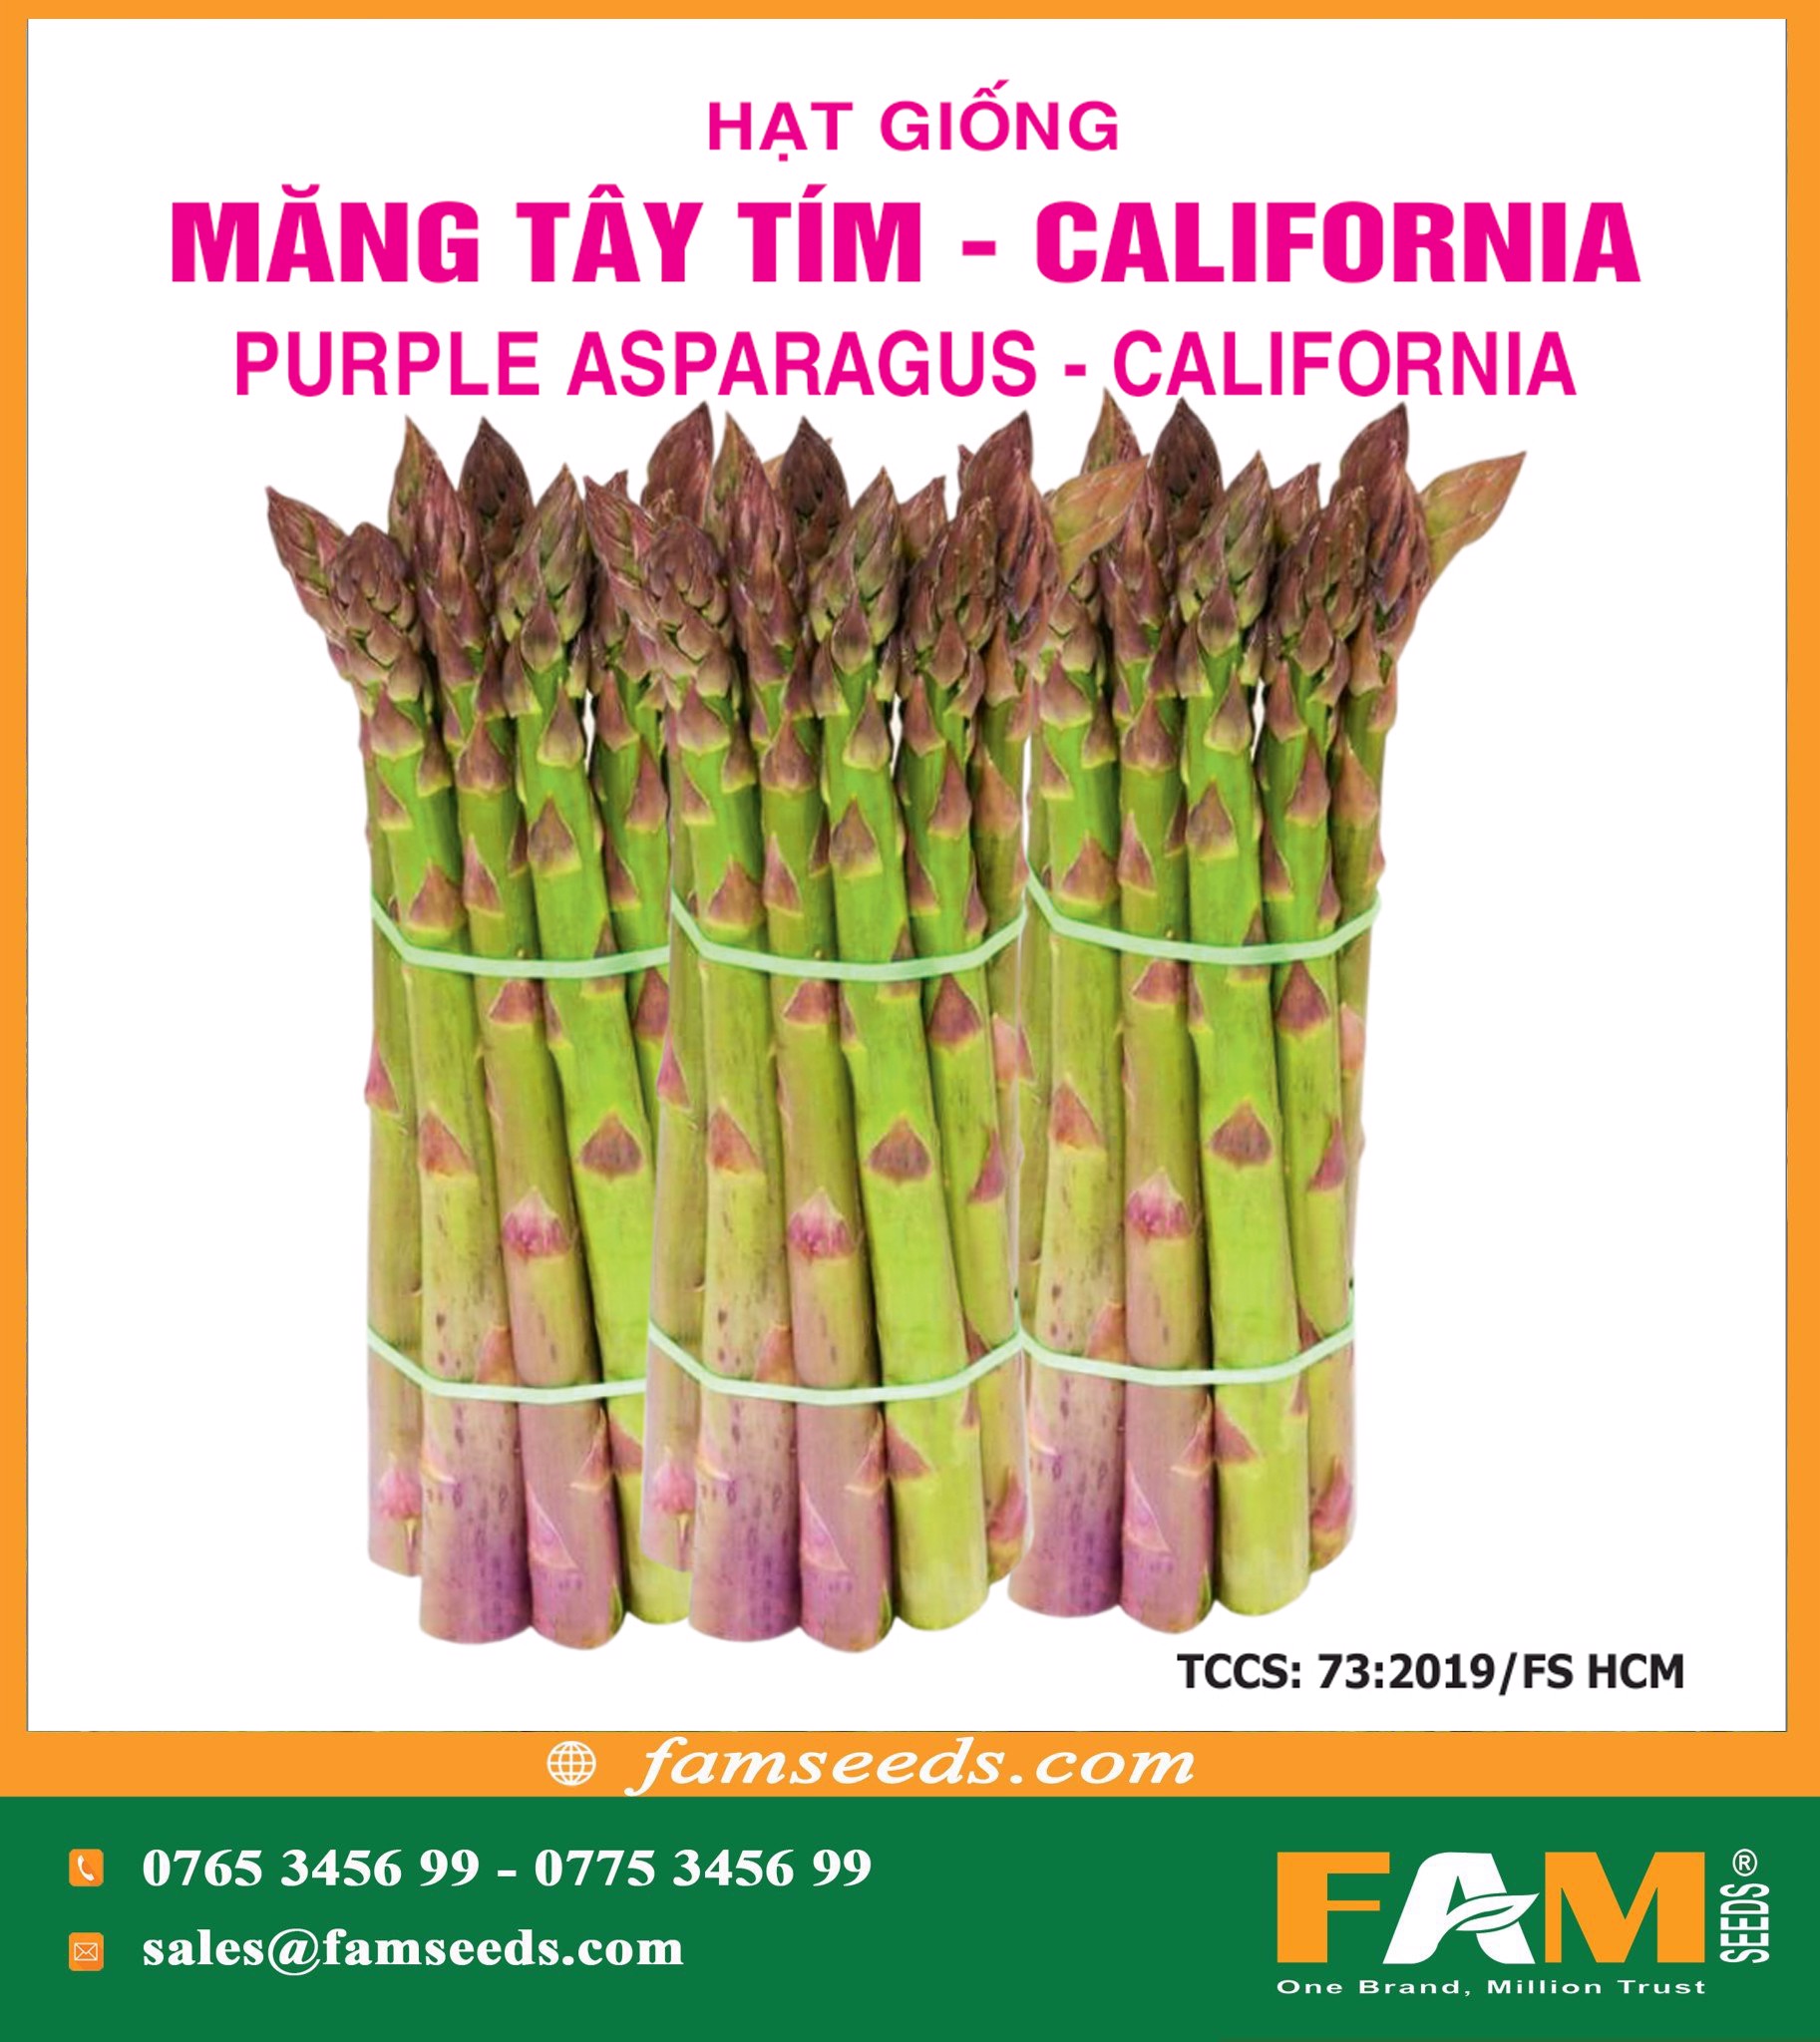 HẠT GIỐNG
MĂNG TÂY TÍM - CALIFORNIA
PURPLE ASPARAGUS - CALIFORNIA
TCCS: 73:2019/FS HCM
famseeds.com
0765 3456 99 - 0775 3456 99
sales@famseeds.com
FAM SEEDS®
One Brand, Million Trust